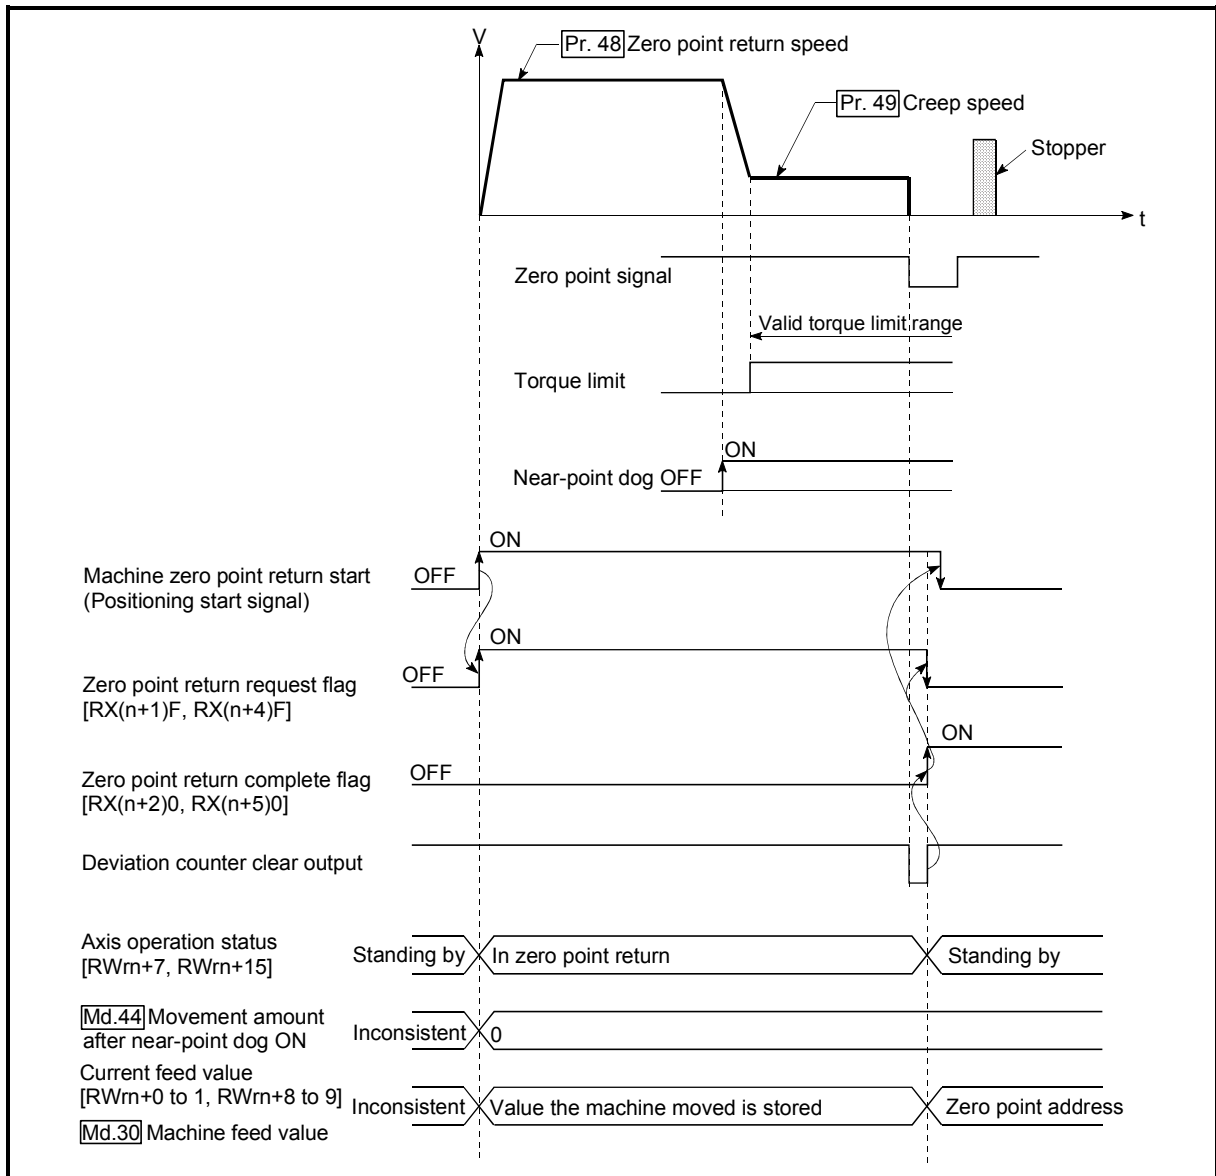 V
Pr. 48 Zero point return speed
Pr. 49 Creep speed
Stopper
t
Zero point signal
Valid torque limit range
Torque limit
ON
Near-point dog OFF
ON
Machine zero point return start
(Positioning start signal)
OFF
ON
Zero point return request flag
[RX(n+1)F, RX(n+4)F]
OFF
ON
Zero point return complete flag
[RX(n+2)0, RX(n+5)0]
OFF
Deviation counter clear output
Axis operation status
[RWrn+7, RWrn+15]
Standing by
In zero point return
Standing by
Md.44 Movement amount
after near-point dog ON
Inconsistent
0
Current feed value
[RWrn+0 to 1, RWrn+8 to 9]
Md.30 Machine feed value
Inconsistent
Value the machine moved is stored
Zero point address